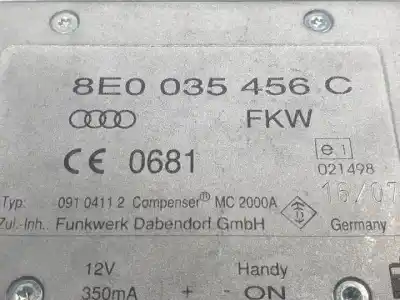 8E0 035 456 C
FKW
CE 0681
e1
021498
16/07
Typ: 091 0411 2 Compenser® MC 2000A
Zul.-Inh.: Funkwerk Dabendorf GmbH Germany
12V Handy
350mA + - ON